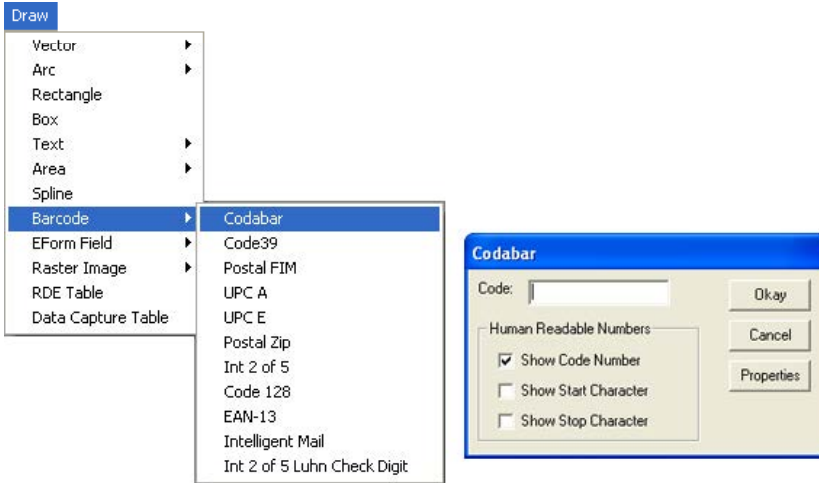 Draw
Vector
Arc
Rectangle
Box
Text
Area
Spline
Barcode
EForm Field
Raster Image
RDE Table
Data Capture Table
Codabar
Code39
Postal FIM
UPC A
UPC E
Postal Zip
Int 2 of 5
Code 128
EAN-13
Intelligent Mail
Int 2 of 5 Luhn Check Digit
Codabar
Code:
Okay
Human Readable Numbers
Cancel
Show Code Number
Properties
Show Start Character
Show Stop Character